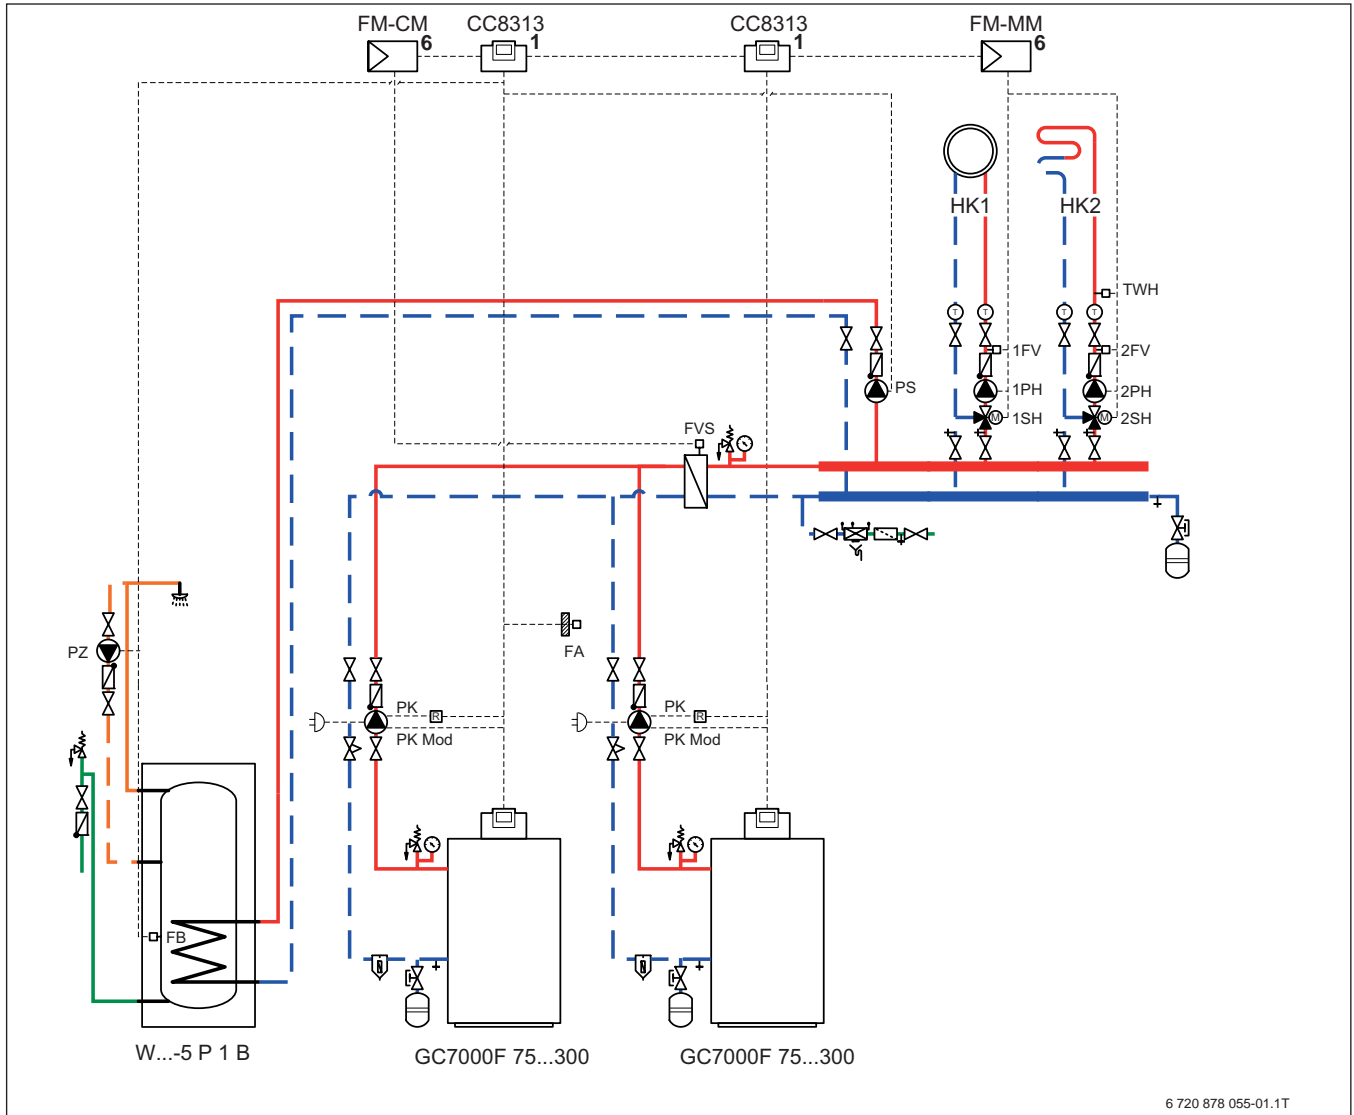 FM-CM
6
CC8313
1
CC8313
1
FM-MM
6
HK1
HK2
TWH
T
T
T
T
1FV
2FV
PS
1PH
2PH
M
1SH
M
2SH
FVS
FA
PZ
PK
R
PK Mod
PK
R
PK Mod
FB
W...-5 P 1 B
GC7000F 75...300
GC7000F 75...300
6 720 878 055-01.1T